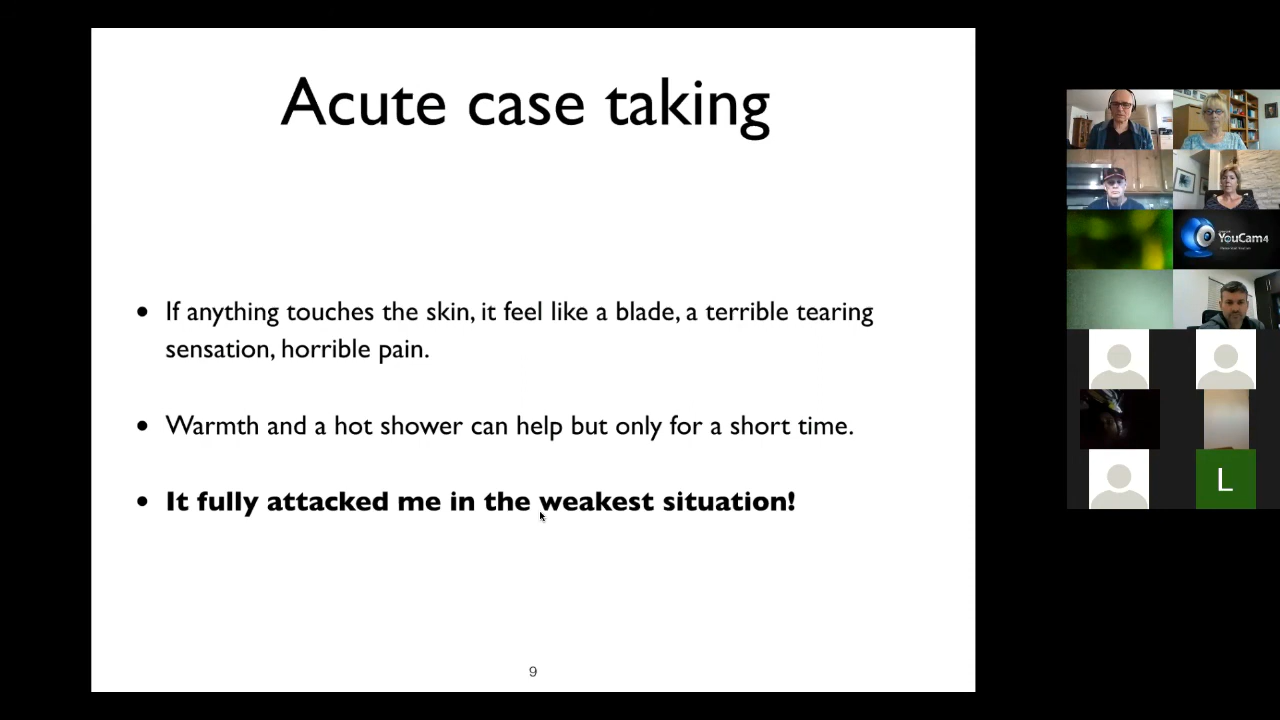 Acute case taking
• If anything touches the skin, it feel like a blade, a terrible tearing
sensation, horrible pain.
• Warmth and a hot shower can help but only for a short time.
• It fully attacked me in the weakest situation!
9
YouCam4
L